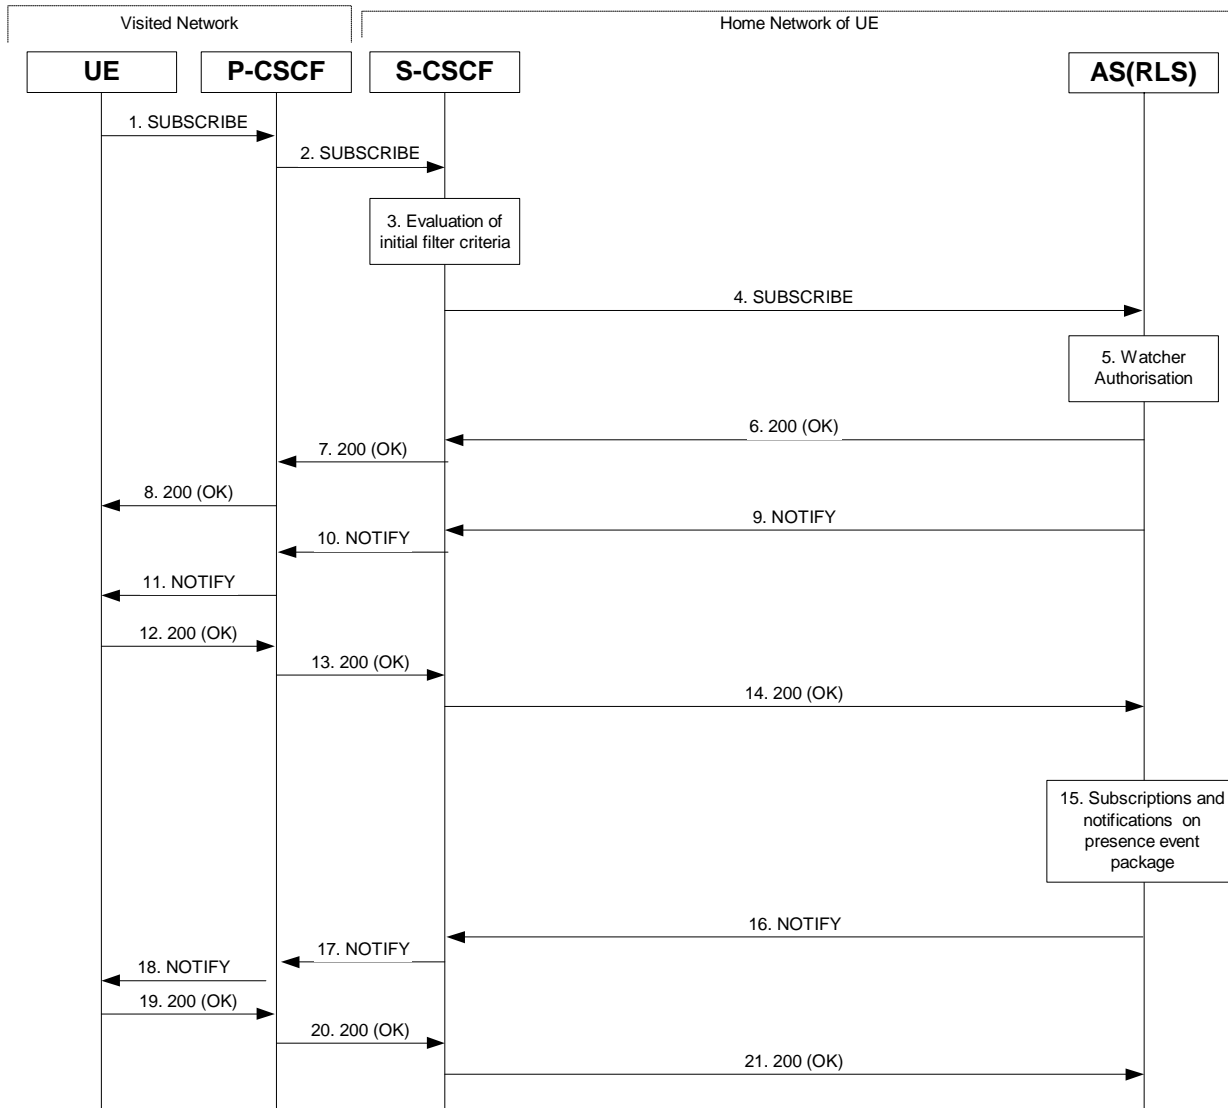 Visited Network
Home Network of UE
UE
P-CSCF
S-CSCF
AS(RLS)
1. SUBSCRIBE
2. SUBSCRIBE
3. Evaluation of
initial filter criteria
4. SUBSCRIBE
5. Watcher
Authorisation
6. 200 (OK)
7. 200 (OK)
8. 200 (OK)
9. NOTIFY
10. NOTIFY
11. NOTIFY
12. 200 (OK)
13. 200 (OK)
14. 200 (OK)
15. Subscriptions and
notifications on
presence event
package
16. NOTIFY
17. NOTIFY
18. NOTIFY
19. 200 (OK)
20. 200 (OK)
21. 200 (OK)